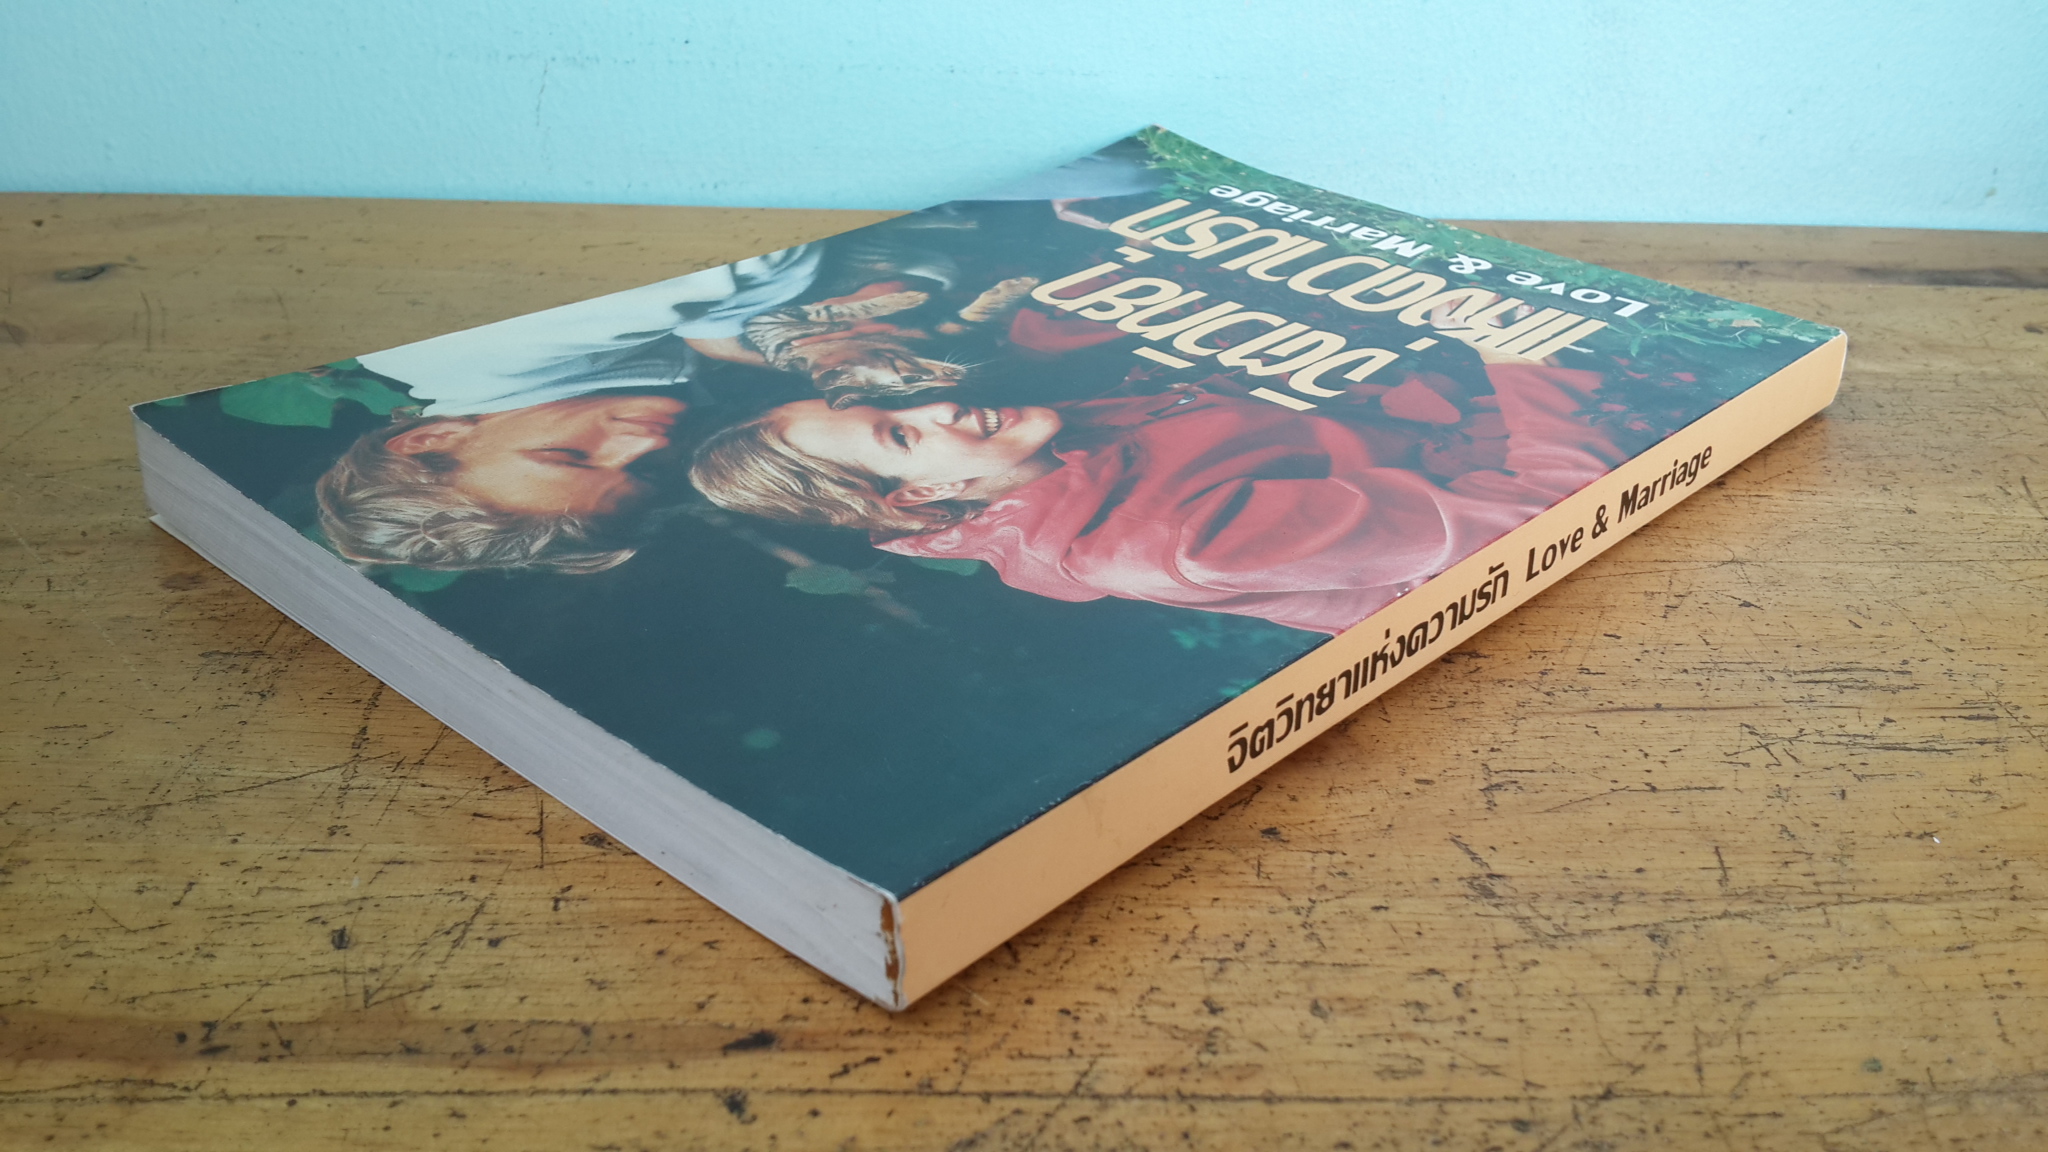 จิตวิทยา
แห่งความรัก
Love & Marriage
จิตวิทยาแห่งความรัก Love & Marriage